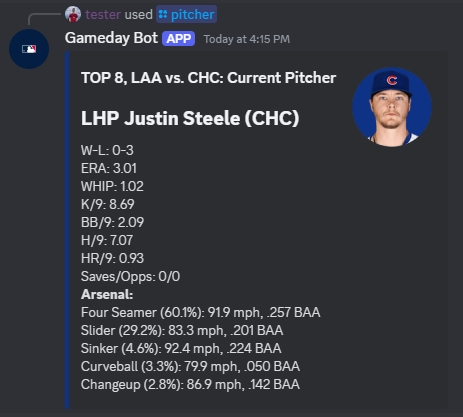 tester used pitcher
Gameday Bot APP Today at 4:15 PM
TOP 8, LAA vs. CHC: Current Pitcher
LHP Justin Steele (CHC)
W-L: 0-3
ERA: 3.01
WHIP: 1.02
K/9: 8.69
BB/9: 2.09
H/9: 7.07
HR/9: 0.93
Saves/Opps: 0/0
Arsenal:
Four Seamer (60.1%): 91.9 mph, .257 BAA
Slider (29.2%): 83.3 mph, .201 BAA
Sinker (4.6%): 92.4 mph, .224 BAA
Curveball (3.3%): 79.9 mph, .050 BAA
Changeup (2.8%): 86.9 mph, .142 BAA